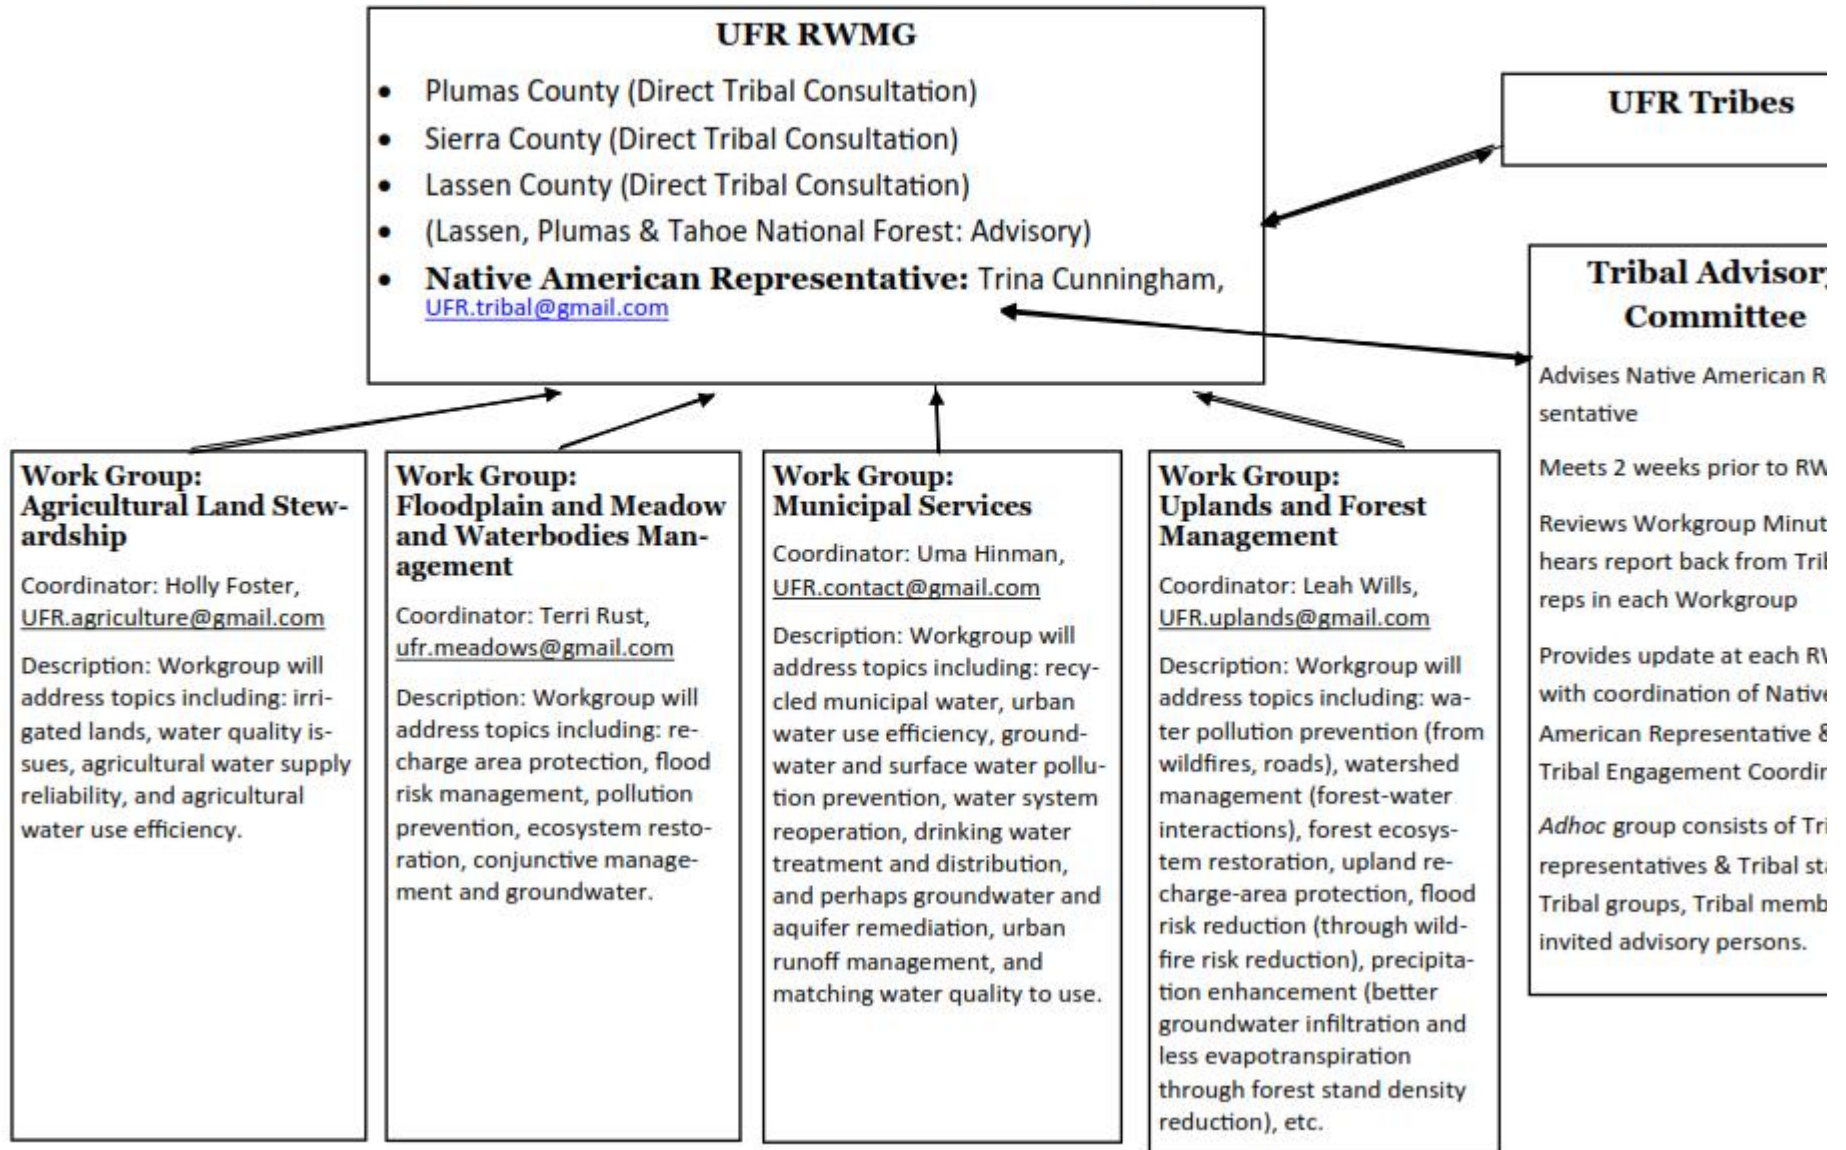 UFR RWMG
• Plumas County (Direct Tribal Consultation)
• Sierra County (Direct Tribal Consultation)
• Lassen County (Direct Tribal Consultation)
• (Lassen, Plumas & Tahoe National Forest: Advisory)
• Native American Representative: Trina Cunningham,
UFR.tribal@gmail.com
UFR Tribes
Tribal Advisory
Committee
Advises Native American
sentative
Meets 2 weeks prior to
Reviews Workgroup
hears report back from
reps in each Workgroup
Provides update at each
with coordination of Native
American Representative &
Tribal Engagement
Adhoc group consists of
representatives & Tribal
Tribal groups, Tribal
invited advisory persons.
Work Group:
Agricultural Land Stew-
ardship
Coordinator: Holly Foster,
UFR.agriculture@gmail.com
Description: Workgroup will
address topics including: irri-
gated lands, water quality is-
sues, agricultural water supply
reliability, and agricultural
water use efficiency.
Work Group:
Floodplain and Meadow
and Waterbodies Man-
agement
Coordinator: Terri Rust,
ufr.meadows@gmail.com
Description: Workgroup will
address topics including: re-
charge area protection, flood
risk management, pollution
prevention, ecosystem resto-
ration, conjunctive manage-
ment and groundwater.
Work Group:
Municipal Services
Coordinator: Uma Hinman,
UFR.contact@gmail.com
Description: Workgroup will
address topics including: recy-
cled municipal water, urban
water use efficiency, ground-
water and surface water pollu-
tion prevention, water system
reoperation, drinking water
treatment and distribution,
and perhaps groundwater and
aquifer remediation, urban
runoff management, and
matching water quality to use.
Work Group:
Uplands and Forest
Management
Coordinator: Leah Wills,
UFR.uplands@gmail.com
Description: Workgroup will
address topics including: wa-
ter pollution prevention (from
wildfires, roads), watershed
management (forest-water
interactions), forest ecosys-
tem restoration, upland re-
charge-area protection, flood
risk reduction (through wild-
fire risk reduction), precipita-
tion enhancement (better
groundwater infiltration and
less evapotranspiration
through forest stand density
reduction), etc.